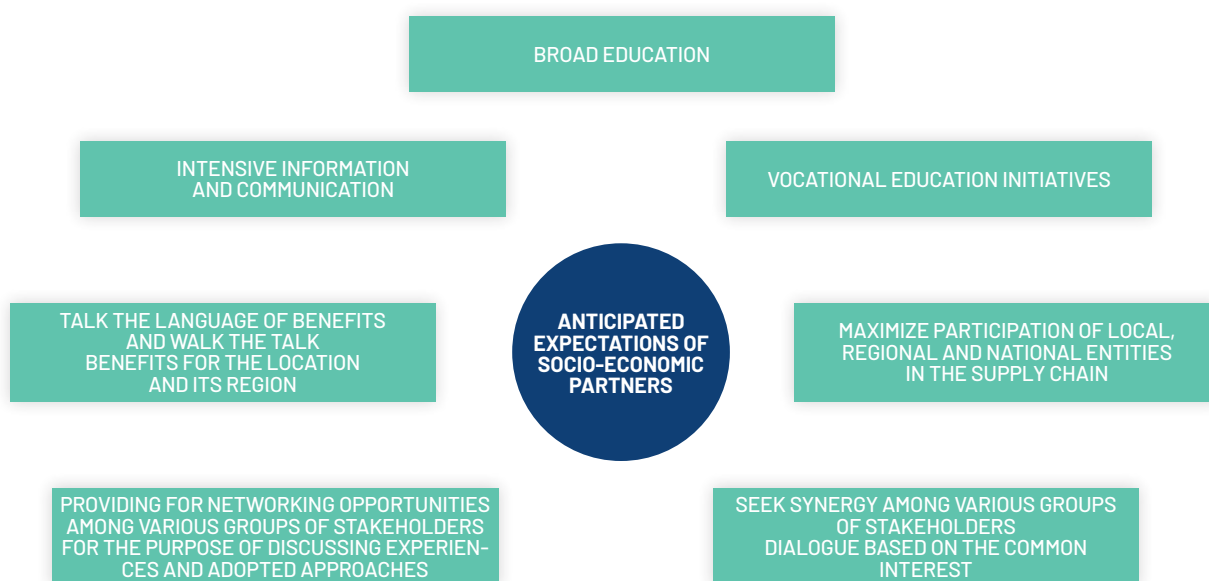 BROAD EDUCATION
INTENSIVE INFORMATION
AND COMMUNICATION
VOCATIONAL EDUCATION INITIATIVES
TALK THE LANGUAGE OF BENEFITS
AND WALK THE TALK
BENEFITS FOR THE LOCATION
AND ITS REGION
ANTICIPATED
EXPECTATIONS OF
SOCIO-ECONOMIC
PARTNERS
MAXIMIZE PARTICIPATION OF LOCAL,
REGIONAL AND NATIONAL ENTITIES
IN THE SUPPLY CHAIN
PROVIDING FOR NETWORKING OPPORTUNITIES
AMONG VARIOUS GROUPS OF STAKEHOLDERS
FOR THE PURPOSE OF DISCUSSING EXPERIEN-
CES AND ADOPTED APPROACHES
SEEK SYNERGY AMONG VARIOUS GROUPS
OF STAKEHOLDERS
DIALOGUE BASED ON THE COMMON
INTEREST